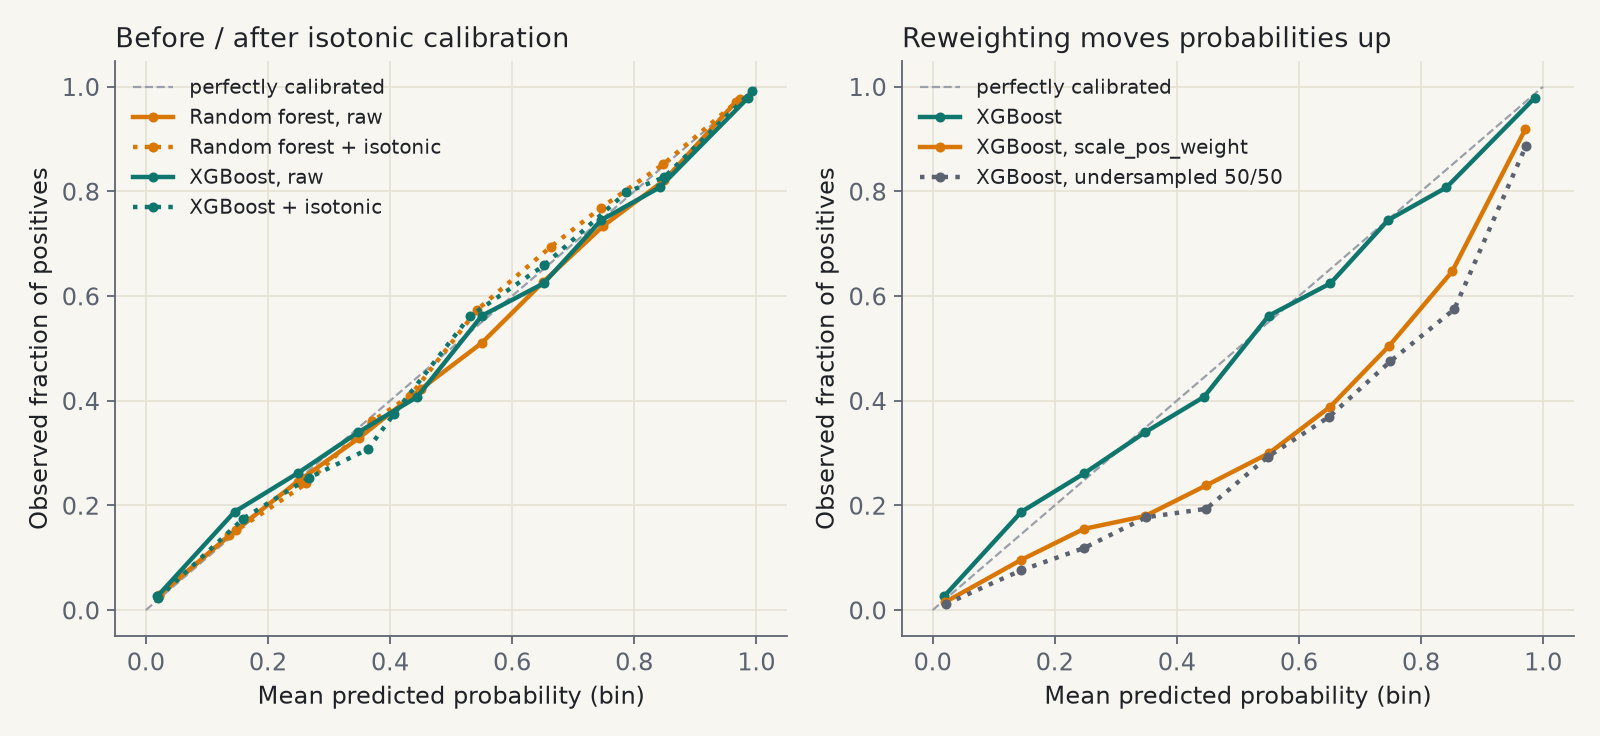 Before / after isotonic calibration
perfectly calibrated
Random forest, raw
Random forest + isotonic
XGBoost, raw
XGBoost + isotonic
Observed fraction of positives
1.0
0.8
0.6
0.4
0.2
0.0
0.0 0.2 0.4 0.6 0.8 1.0
Mean predicted probability (bin)
Reweighting moves probabilities up
perfectly calibrated
XGBoost
XGBoost, scale_pos_weight
XGBoost, undersampled 50/50
Observed fraction of positives
1.0
0.8
0.6
0.4
0.2
0.0
0.0 0.2 0.4 0.6 0.8 1.0
Mean predicted probability (bin)